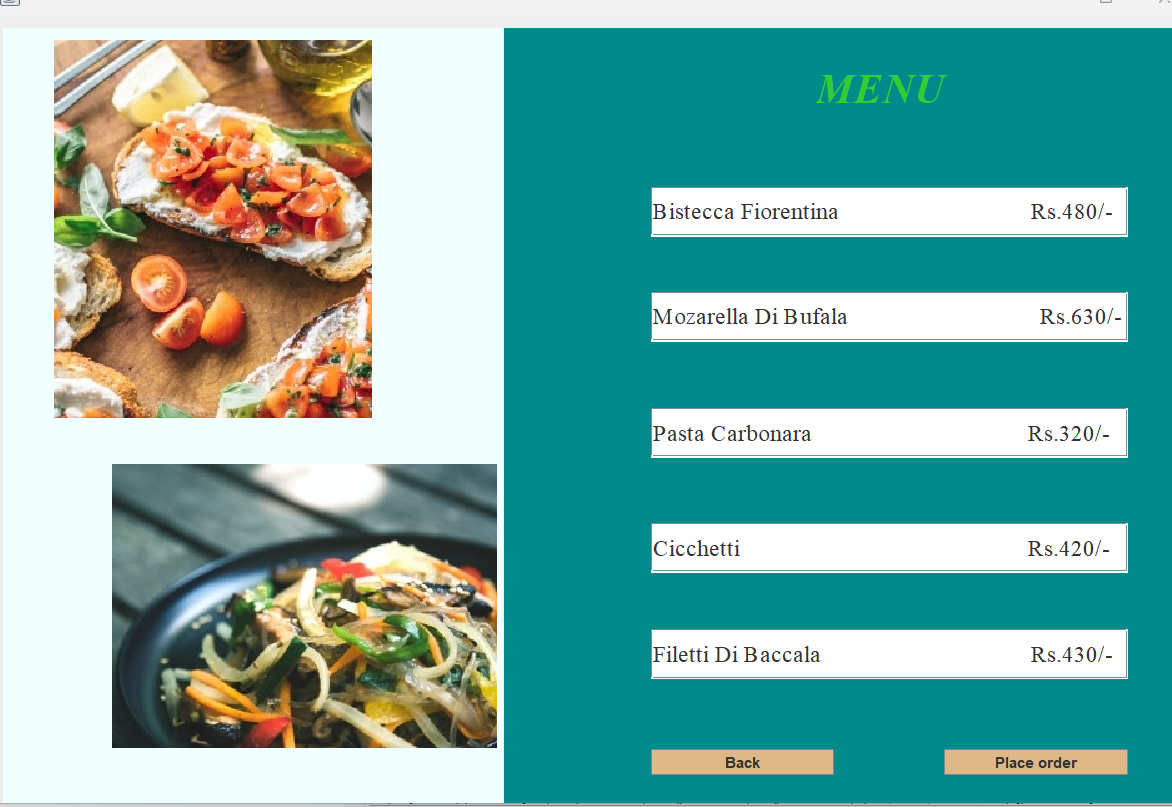 MENU
Bistecca Fiorentina Rs.480/-
Mozarella Di Bufala Rs.630/-
Pasta Carbonara Rs.320/-
Cicchetti Rs.420/-
Filetti Di Baccala Rs.430/-
Back Place order